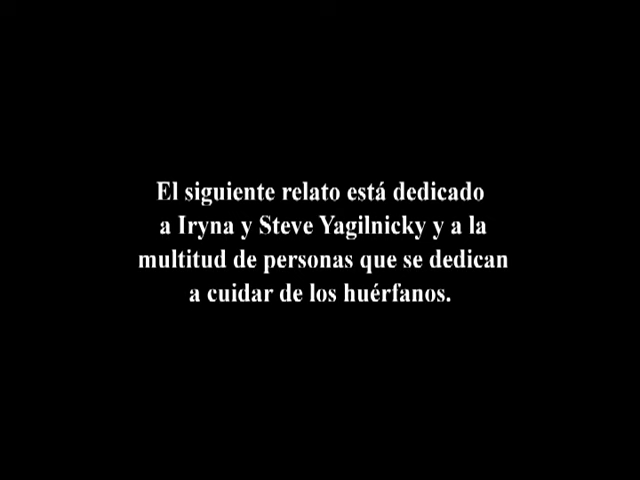 El siguiente relato está dedicado
a Iryna y Steve Yagilnicky y a la
multitud de personas que se dedican
a cuidar de los huérfanos.